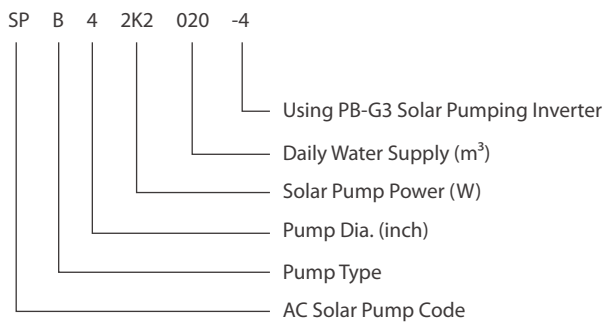 SP B 4 2K2 020 -4
Using PB-G3 Solar Pumping Inverter
Daily Water Supply (m³)
Solar Pump Power (W)
Pump Dia. (inch)
Pump Type
AC Solar Pump Code